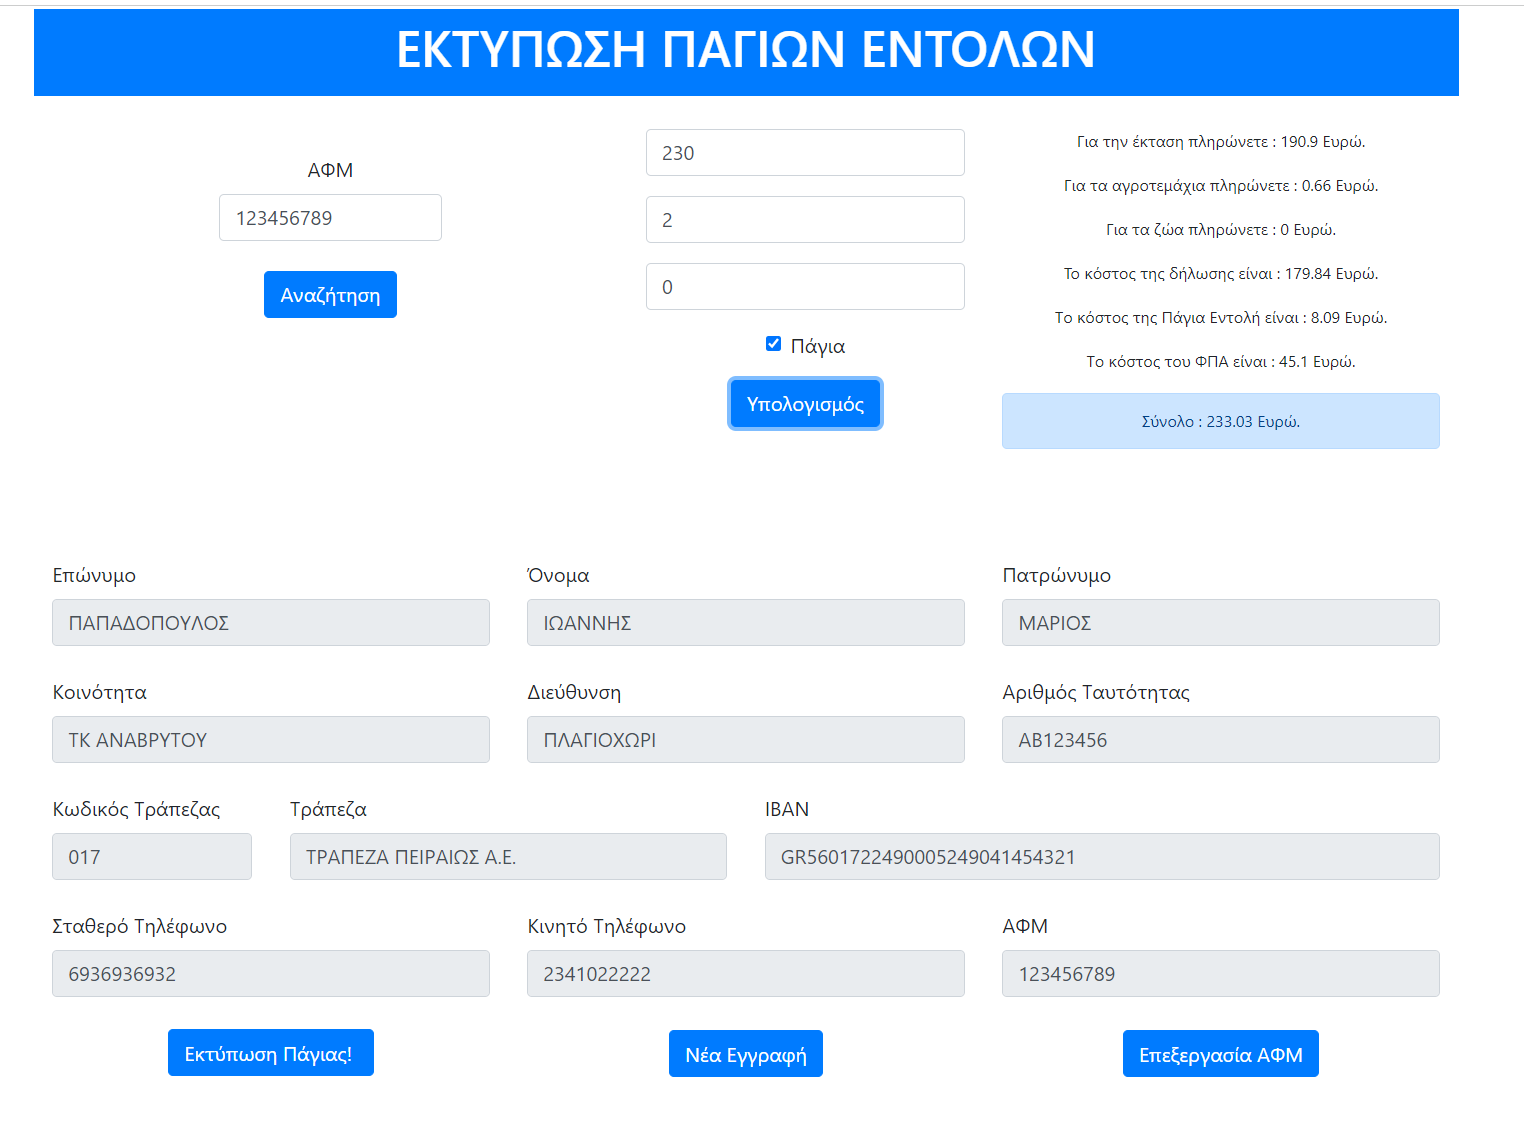 ΕΚΤΥΠΩΣΗ ΠΑΓΙΩΝ ΕΝΤΟΛΩΝ
ΑΦΜ
123456789
Αναζήτηση
230
2
0
Πάγια
Υπολογισμός
Για την έκταση πληρώνετε : 190.9 Ευρώ.
Για τα αγροτεμάχια πληρώνετε : 0.66 Ευρώ.
Για τα ζώα πληρώνετε : 0 Ευρώ.
Το κόστος της δήλωσης είναι : 179.84 Ευρώ.
Το κόστος της Πάγια Εντολή είναι : 8.09 Ευρώ.
Το κόστος του ΦΠΑ είναι : 45.1 Ευρώ.
Σύνολο : 233.03 Ευρώ.
Επώνυμο Όνομα Πατρώνυμο
ΠΑΠΑΔΟΠΟΥΛΟΣ ΙΩΑΝΝΗΣ ΜΑΡΙΟΣ
Κοινότητα Διεύθυνση Αριθμός Ταυτότητας
ΤΚ ΑΝΑΒΡΥΤΟΥ ΠΛΑΓΙΟΧΩΡΙ ΑΒ123456
Κωδικός Τράπεζας Τράπεζα IBAN
017 ΤΡΑΠΕΖΑ ΠΕΙΡΑΙΩΣ Α.Ε. GR5601722490005249041454321
Σταθερό Τηλέφωνο Κινητό Τηλέφωνο ΑΦΜ
6936936932 2341022222 123456789
Εκτύπωση Πάγιας! Νέα Εγγραφή Επεξεργασία ΑΦΜ